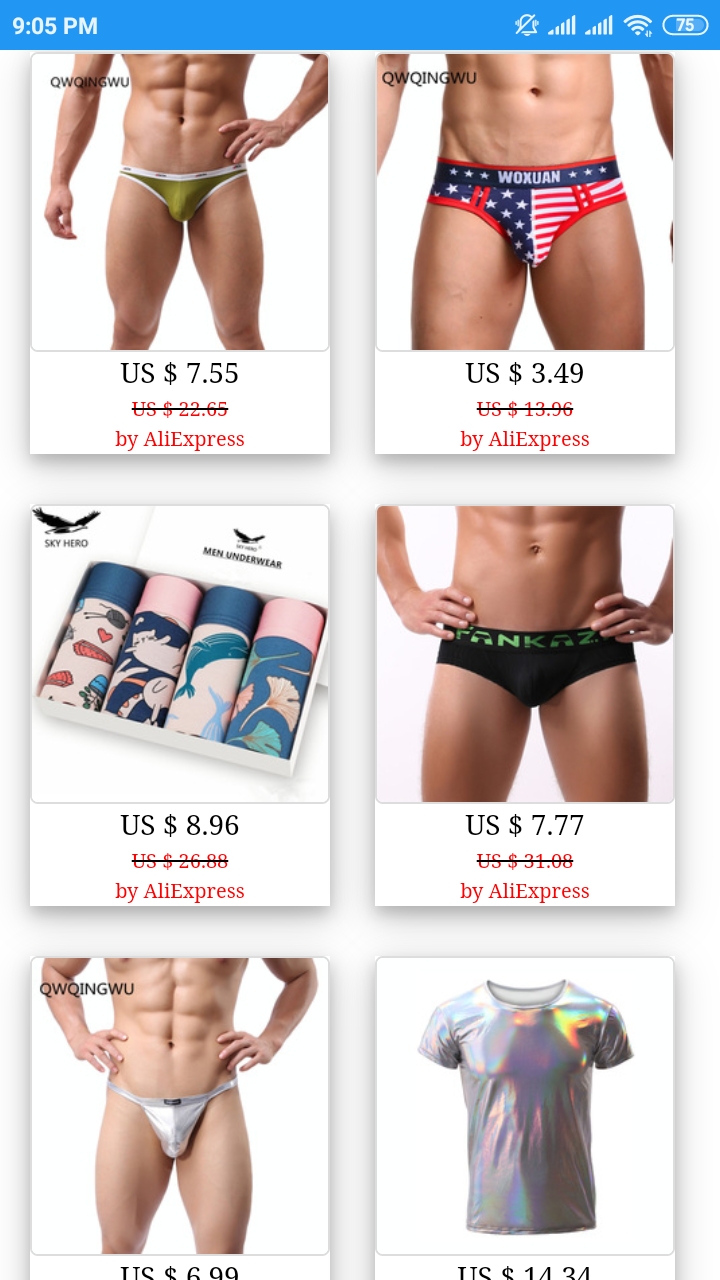 9:05 PM
75
QWQINGWU
QWQINGWU
WOXUAN
US $ 7.55
US $ 3.49
US $ 22.65
US $ 13.96
by AliExpress
by AliExpress
SKY HERO
SKY HERO
MEN UNDERWEAR
TANKAZ
US $ 8.96
US $ 7.77
US $ 26.88
US $ 31.08
by AliExpress
by AliExpress
QWQINGWU
US $ 6.99
US $ 14.34